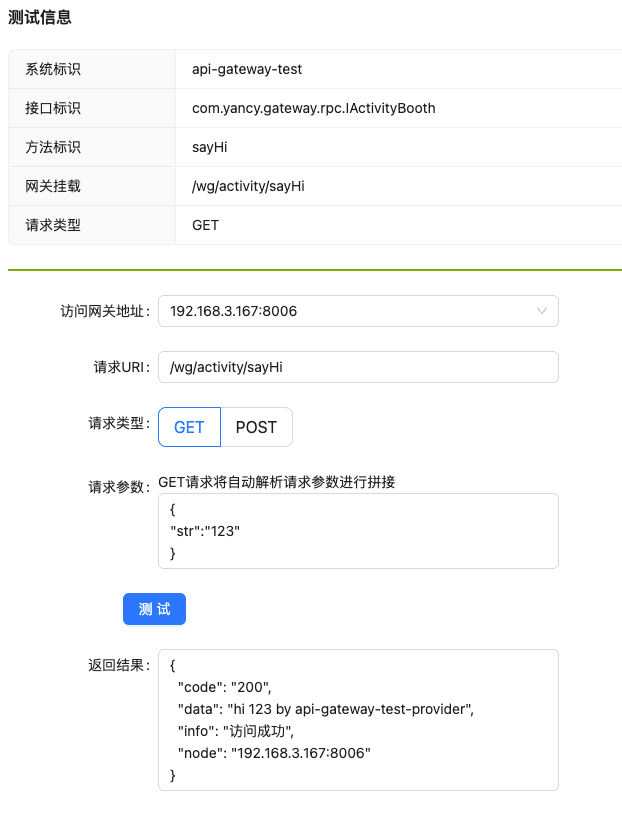 测试信息
系统标识 api-gateway-test
接口标识 com.yancy.gateway.rpc.IActivityBooth
方法标识 sayHi
网关挂载 /wg/activity/sayHi
请求类型 GET
访问网关地址: 192.168.3.167:8006
请求URI: /wg/activity/sayHi
请求类型: GET POST
请求参数: GET请求将自动解析请求参数进行拼接
{
"str":"123"
}
测 试
返回结果: {
"code": "200",
"data": "hi 123 by api-gateway-test-provider",
"info": "访问成功",
"node": "192.168.3.167:8006"
}